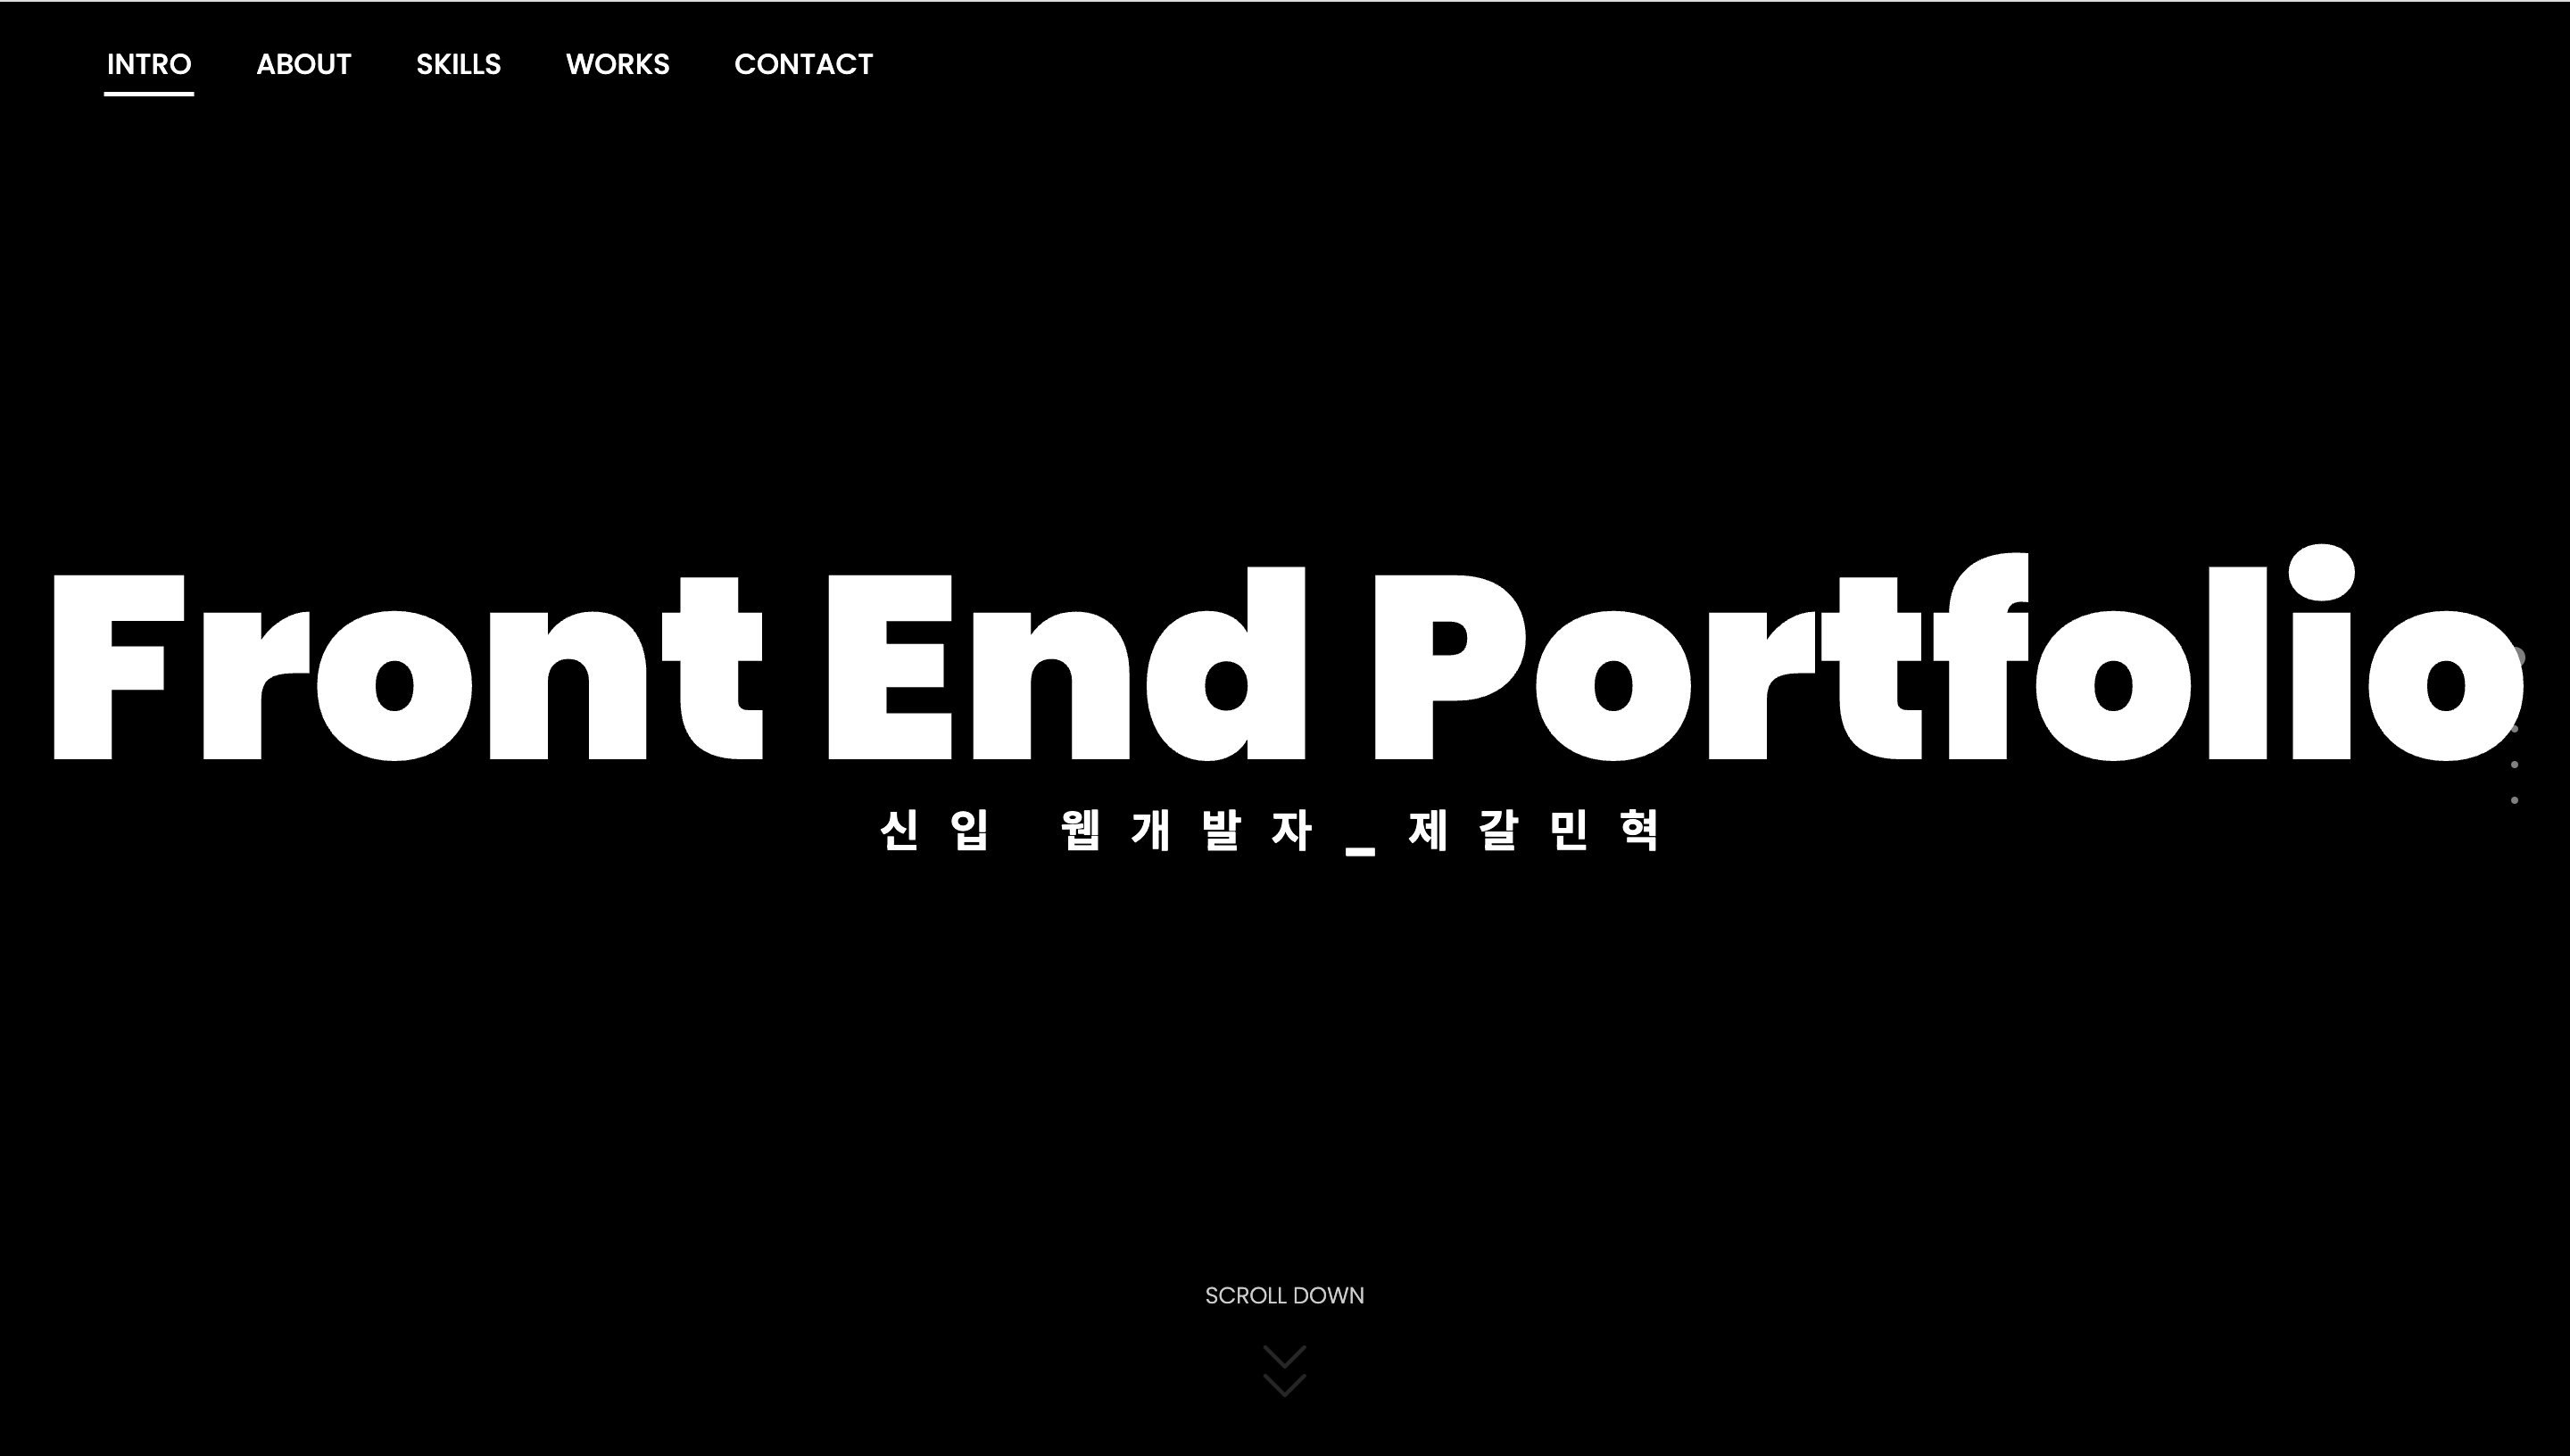 INTRO ABOUT SKILLS WORKS CONTACT
Front End Portfolio
신입 웹개발자_제갈민혁
SCROLL DOWN